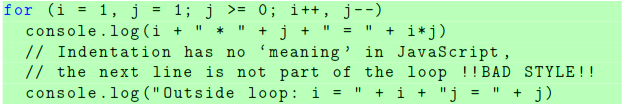 for (i = 1, j = 1; j >= 0; i++, j--)
  console.log(i + " * " + j + " = " + i*j)
  // Indentation has no ‘meaning’ in JavaScript,
  // the next line is not part of the loop !!BAD STYLE!!
  console.log("Outside loop: i = " + i + "j = " + j)